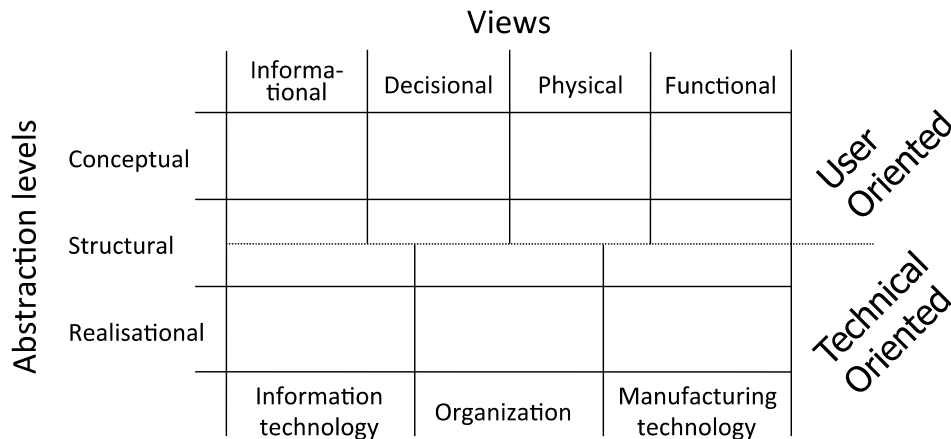 Views
Informa-
tional
Decisional
Physical
Functional
Abstraction levels
Conceptual
Structural
Realisational
User
Oriented
Technical
Oriented
Information
technology
Organization
Manufacturing
technology